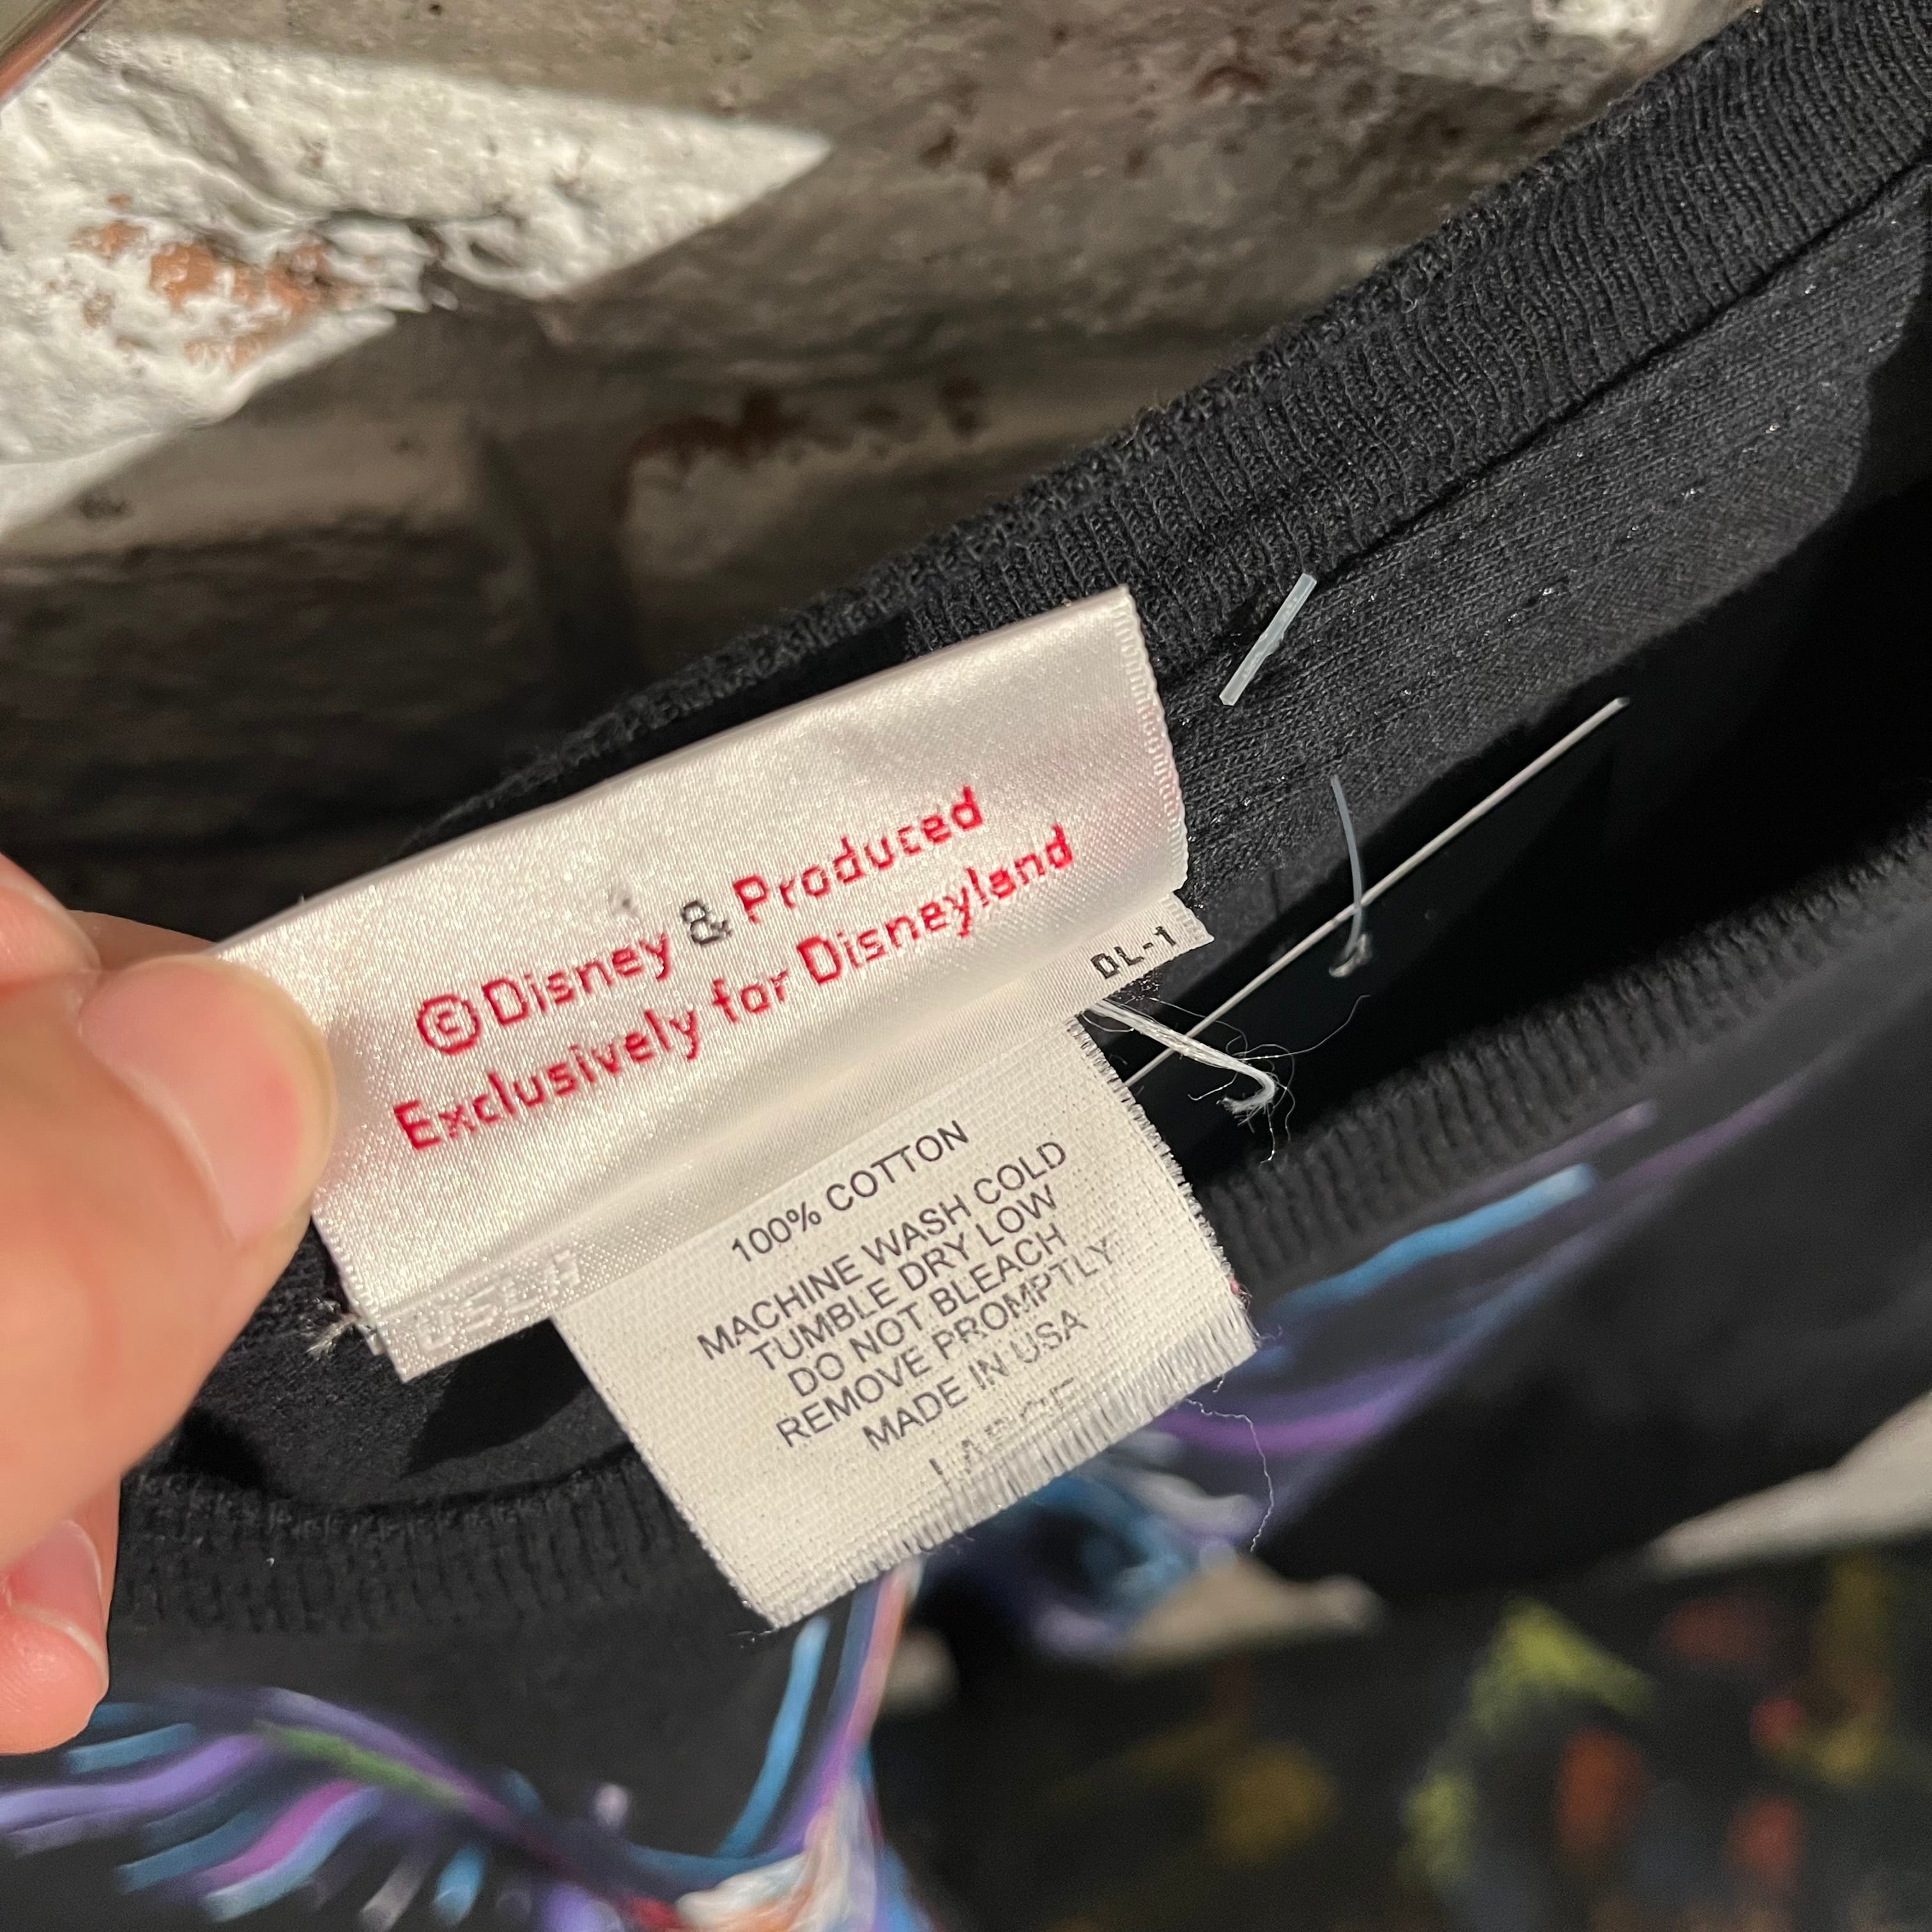 ©Disney & Produced
Exclusively for Disneyland
DL-1
100% COTTON
MACHINE WASH COLD
TUMBLE DRY LOW
DO NOT BLEACH
REMOVE PROMPTLY
MADE IN USA
LARGE